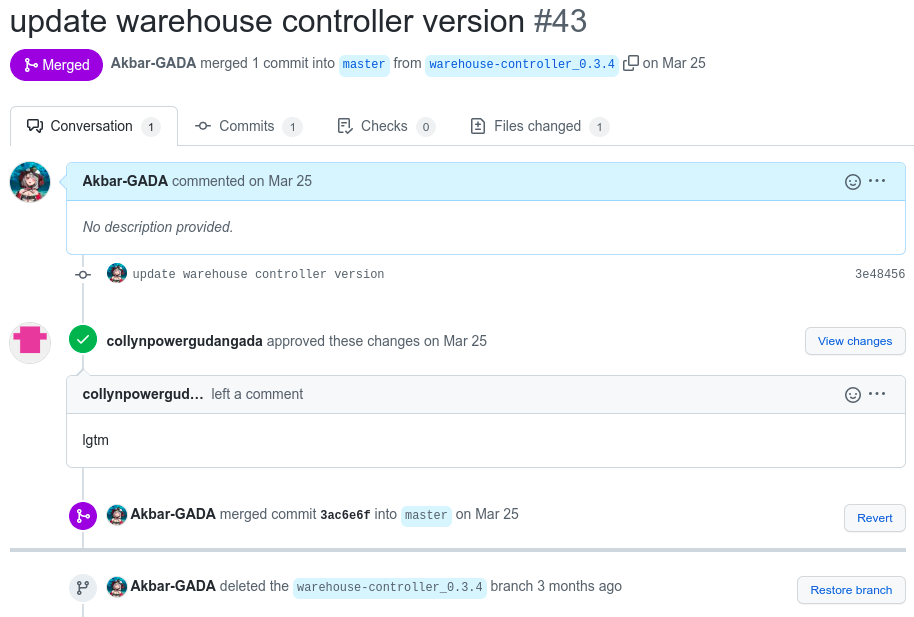 update warehouse controller version #43
Merged Akbar-GADA merged 1 commit into master from warehouse-controller_0.3.4 on Mar 25
Conversation 1 Commits 1 Checks 0 Files changed 1
Akbar-GADA commented on Mar 25
No description provided.
update warehouse controller version 3e48456
collynpowergudangada approved these changes on Mar 25 View changes
collynpowergud... left a comment
lgtm
Akbar-GADA merged commit 3ac6e6f into master on Mar 25 Revert
Akbar-GADA deleted the warehouse-controller_0.3.4 branch 3 months ago Restore branch